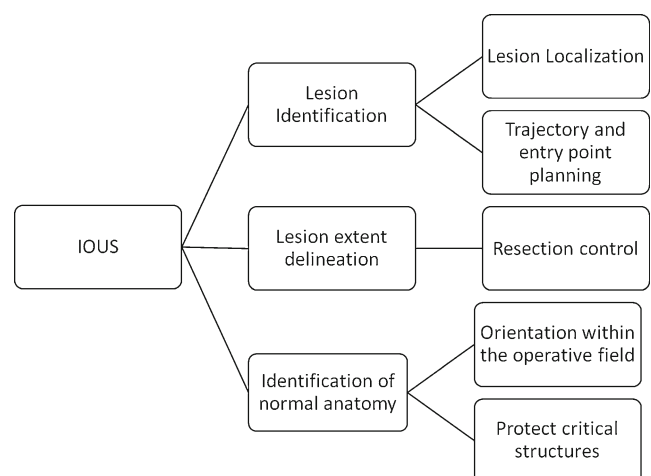 IOUS
Lesion
Identification
Lesion Localization
Trajectory and
entry point
planning
Lesion extent
delineation
Resection control
Identification of
normal anatomy
Orientation within
the operative field
Protect critical
structures